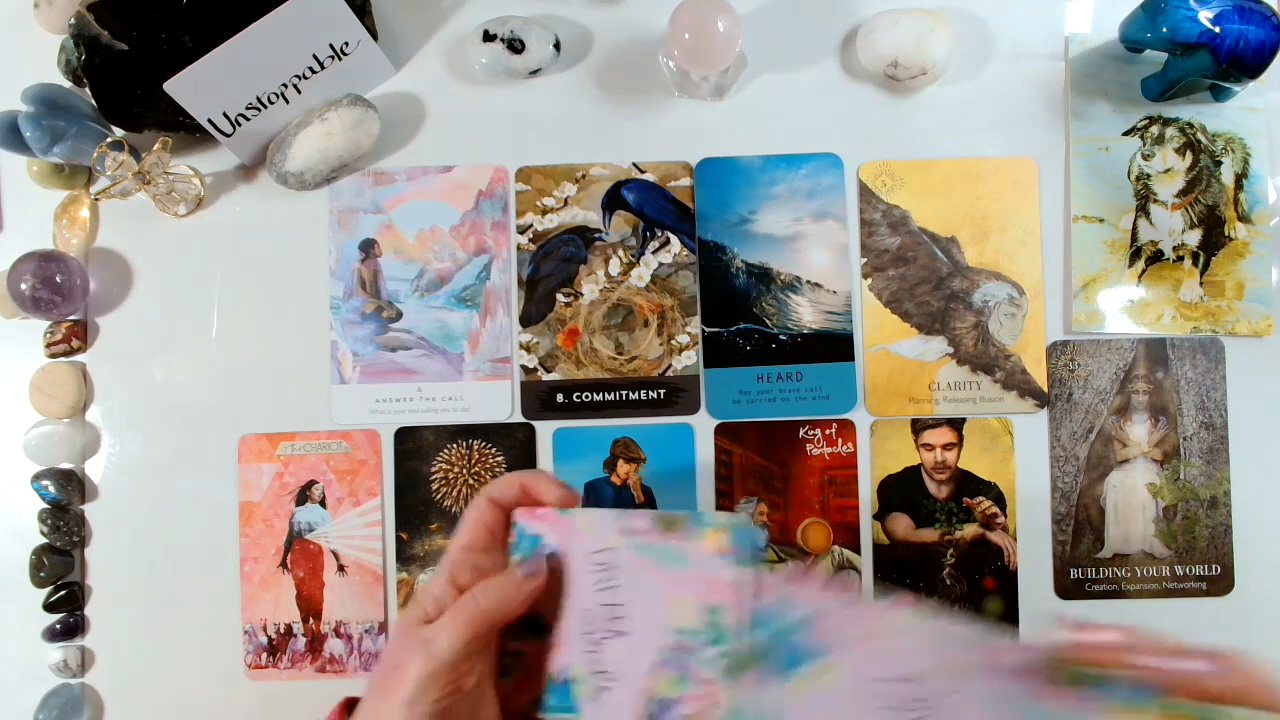 Unstoppable
ANSWER THE CALL
What is your soul calling you to do?
8. COMMITMENT
HEARD
May your brave call
be carried on the wind
5
CLARITY
Planning, Releasing Illusion
The CHARIOT
King of
Pentacles
33
BUILDING YOUR WORLD
Creation, Expansion, Networking